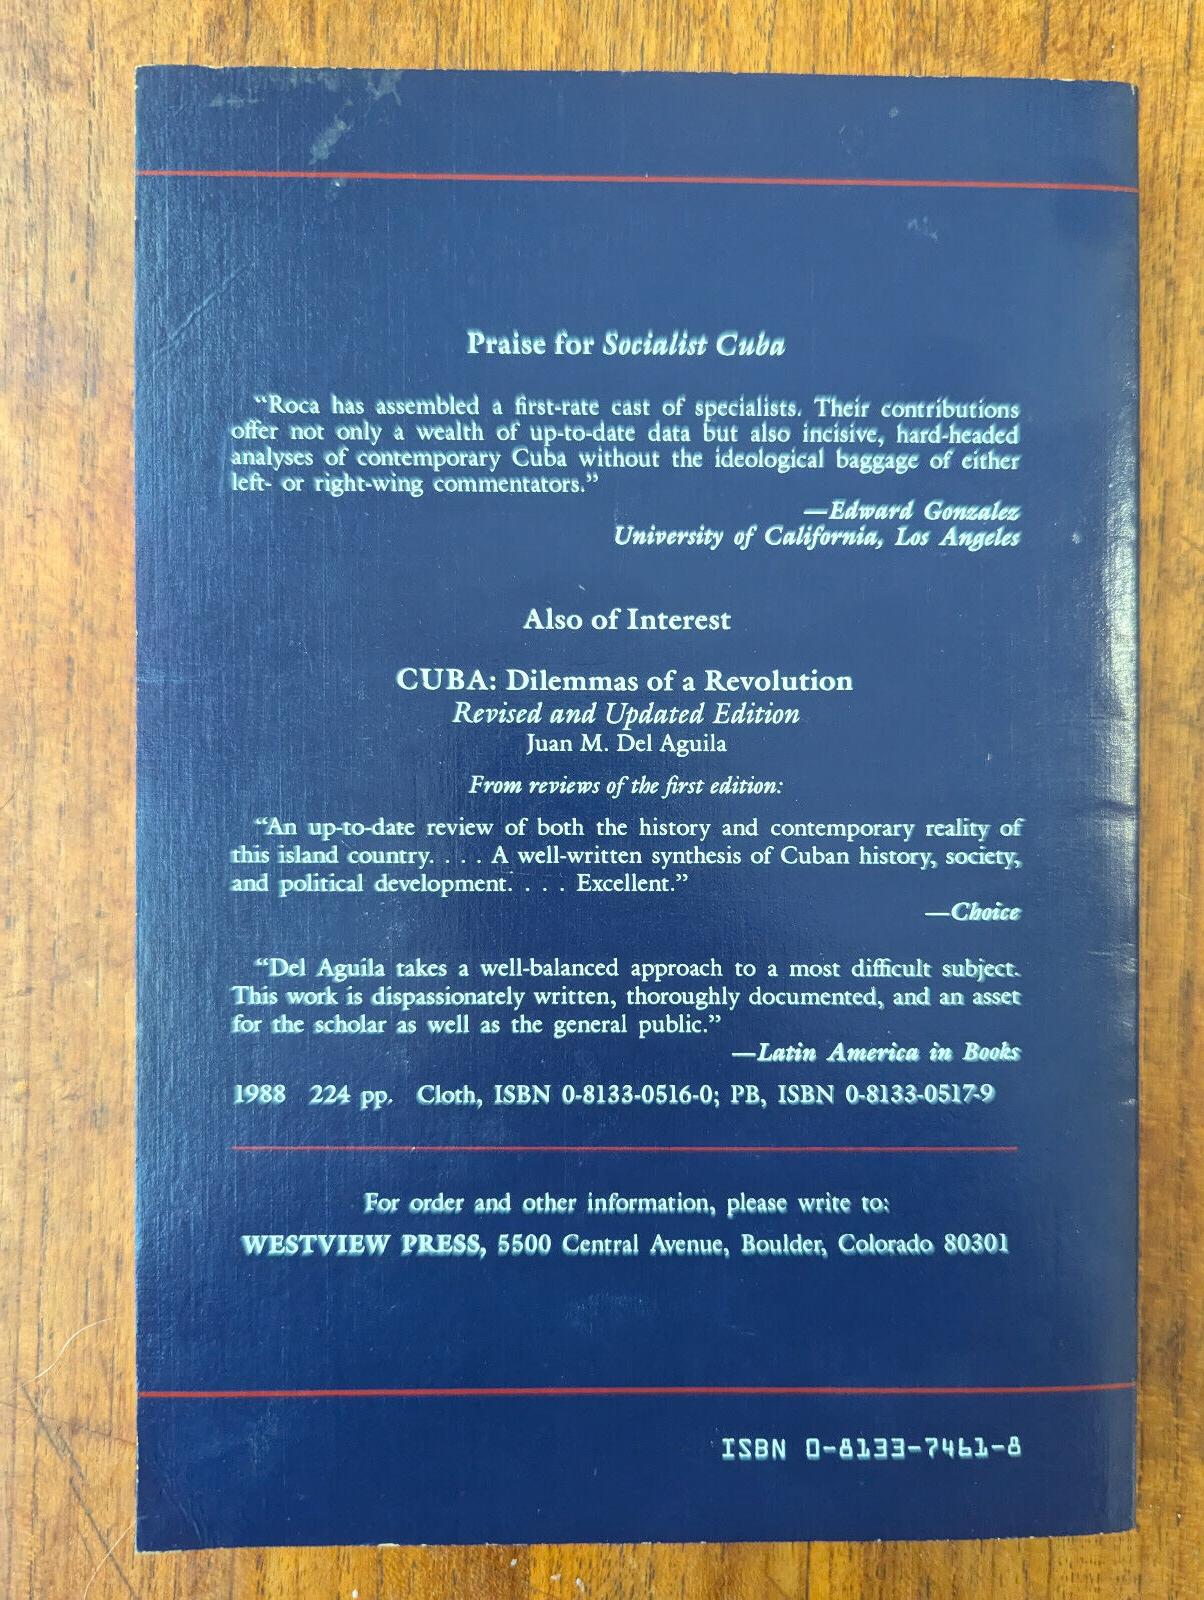 Praise for Socialist Cuba
“Roca has assembled a first-rate cast of specialists. Their contributions
offer not only a wealth of up-to-date data but also incisive, hard-headed
analyses of contemporary Cuba without the ideological baggage of either
left- or right-wing commentators.”
—Edward Gonzalez
University of California, Los Angeles
Also of Interest
CUBA: Dilemmas of a Revolution
Revised and Updated Edition
Juan M. Del Aguila
From reviews of the first edition:
“An up-to-date review of both the history and contemporary reality of
this island country. . . . A well-written synthesis of Cuban history, society,
and political development. . . . Excellent.”
—Choice
“Del Aguila takes a well-balanced approach to a most difficult subject.
This work is dispassionately written, thoroughly documented, and an asset
for the scholar as well as the general public.”
—Latin America in Books
1988 224 pp. Cloth, ISBN 0-8133-0516-0; PB, ISBN 0-8133-0517-9
For order and other information, please write to:
WESTVIEW PRESS, 5500 Central Avenue, Boulder, Colorado 80301
ISBN 0-8133-7461-8